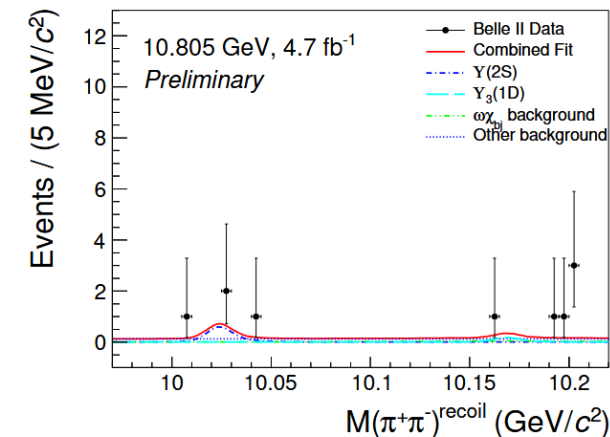 Events / (5 MeV/c²)
12
10
8
6
4
2
0
10.805 GeV, 4.7 fb⁻¹
Preliminary
Belle II Data
Combined Fit
Υ(2S)
Υ₃(1D)
ωχ_bj background
Other background
10 10.05 10.1 10.15 10.2
M(π⁺π⁻)^recoil (GeV/c²)